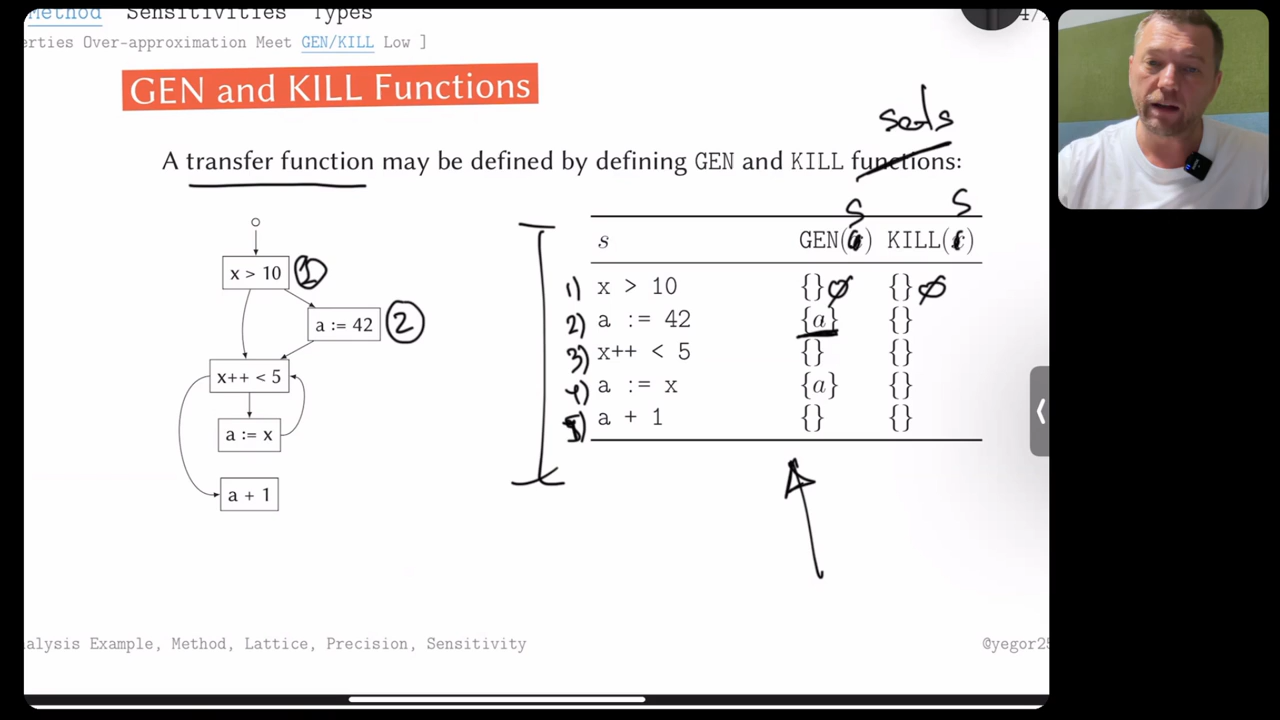 Method Sensitivities Types
erties Over-approximation Meet GEN/KILL Low ]
GEN and KILL Functions
sets
A transfer function may be defined by defining GEN and KILL functions:
S S
s GEN( ) KILL( )
1) x > 10 {} ∅ {} ∅
2) a := 42 {a} {}
3) x++ < 5 {} {}
4) a := x {a} {}
5) a + 1 {} {}
x > 10 1
a := 42 2
x++ < 5
a := x
a + 1
alysis Example, Method, Lattice, Precision, Sensitivity
@yegor25